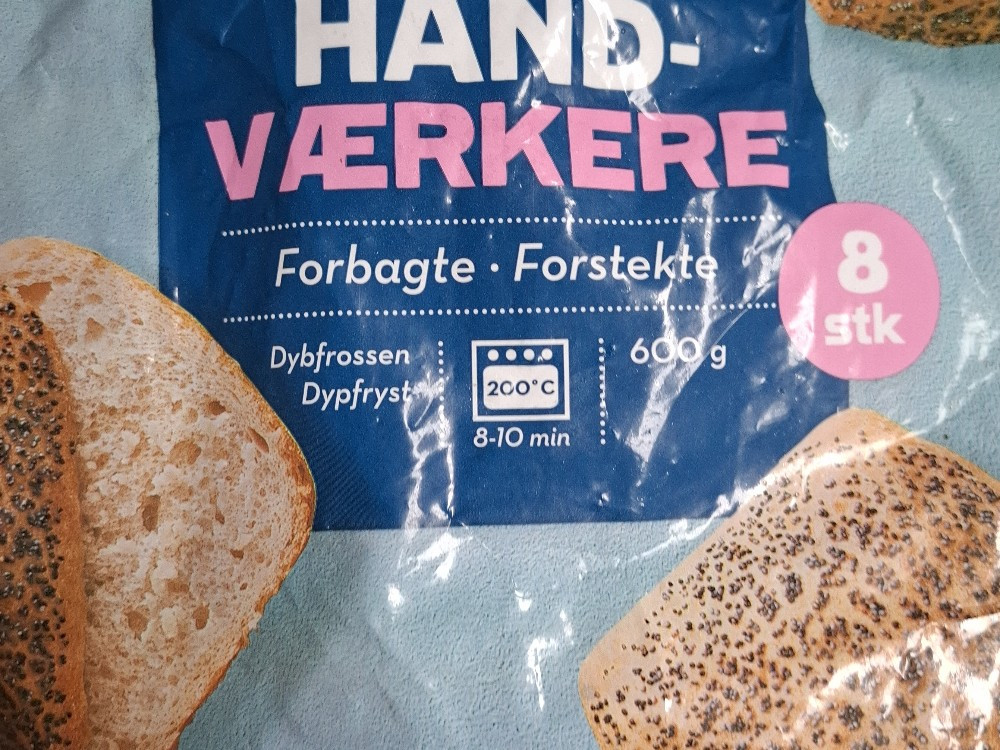 HAND-
VÆRKERE
Forbagte · Forstekte
8
stk
Dybfrossen
Dypfryst
200°C
8-10 min
600 g